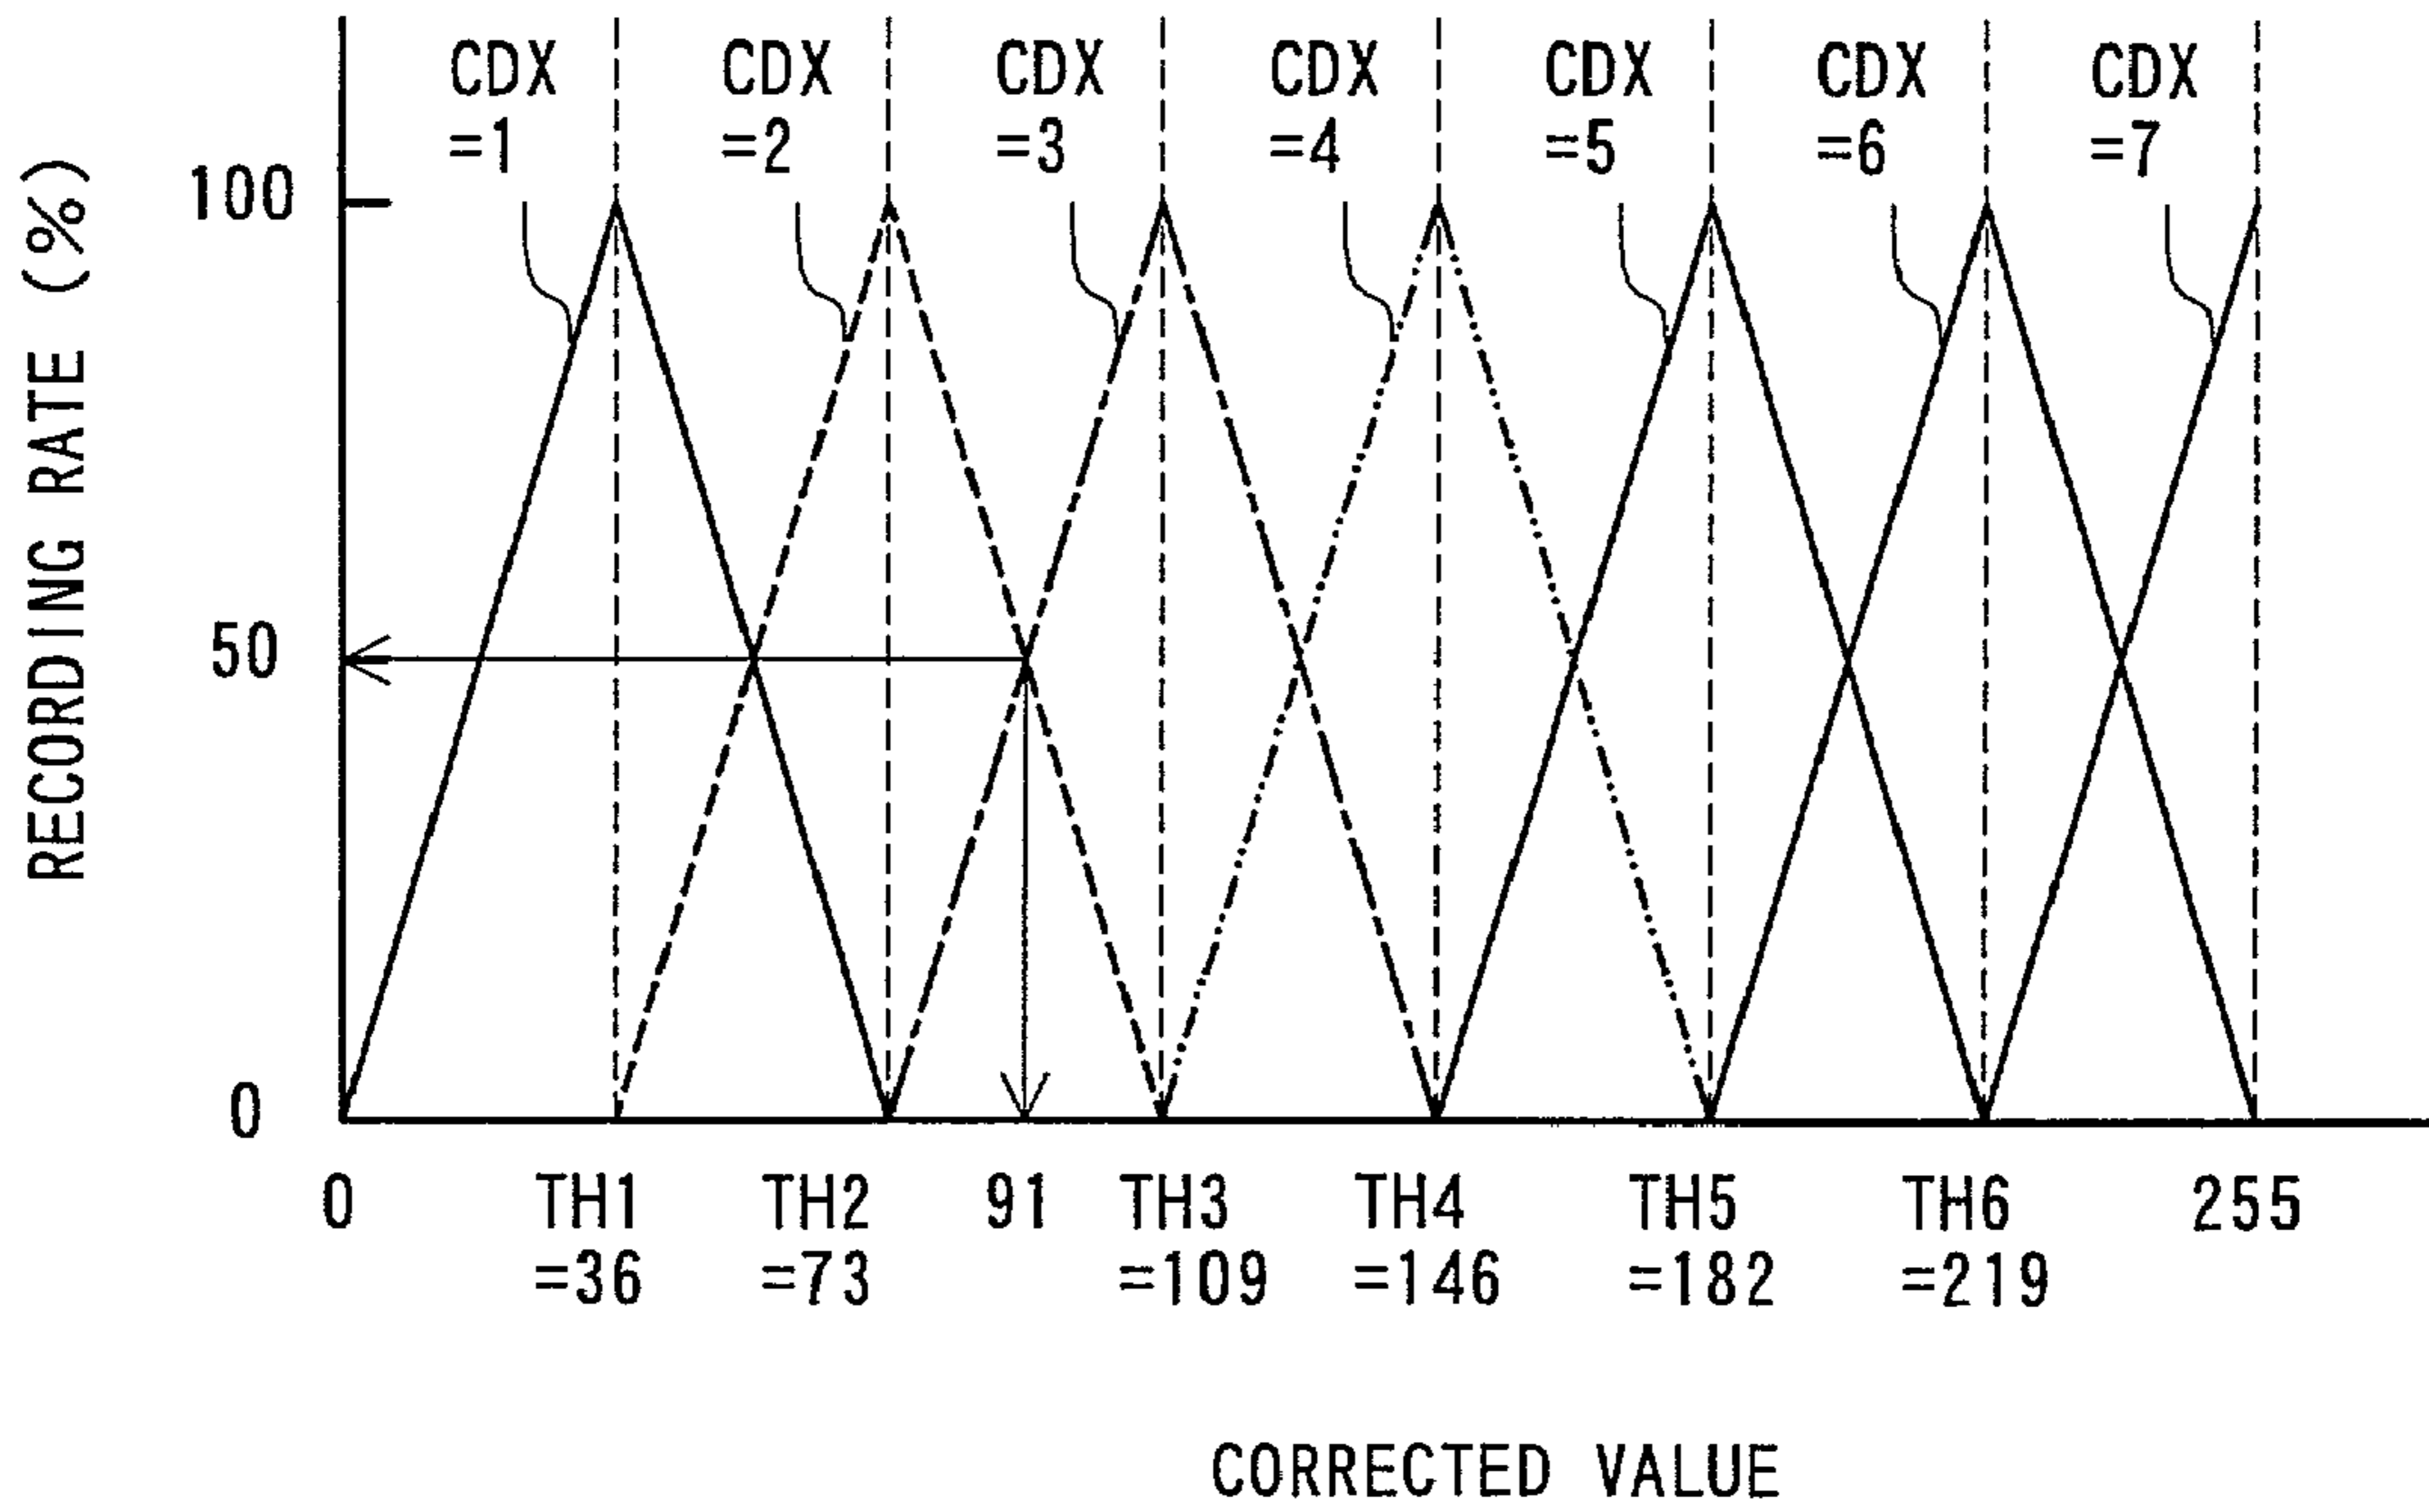 CDX
=1
CDX
=2
CDX
=3
CDX
=4
CDX
=5
CDX
=6
CDX
=7
RECORDING RATE (%)
100
50
0
0
TH1
=36
TH2
=73
91
TH3
=109
TH4
=146
TH5
=182
TH6
=219
255
CORRECTED VALUE